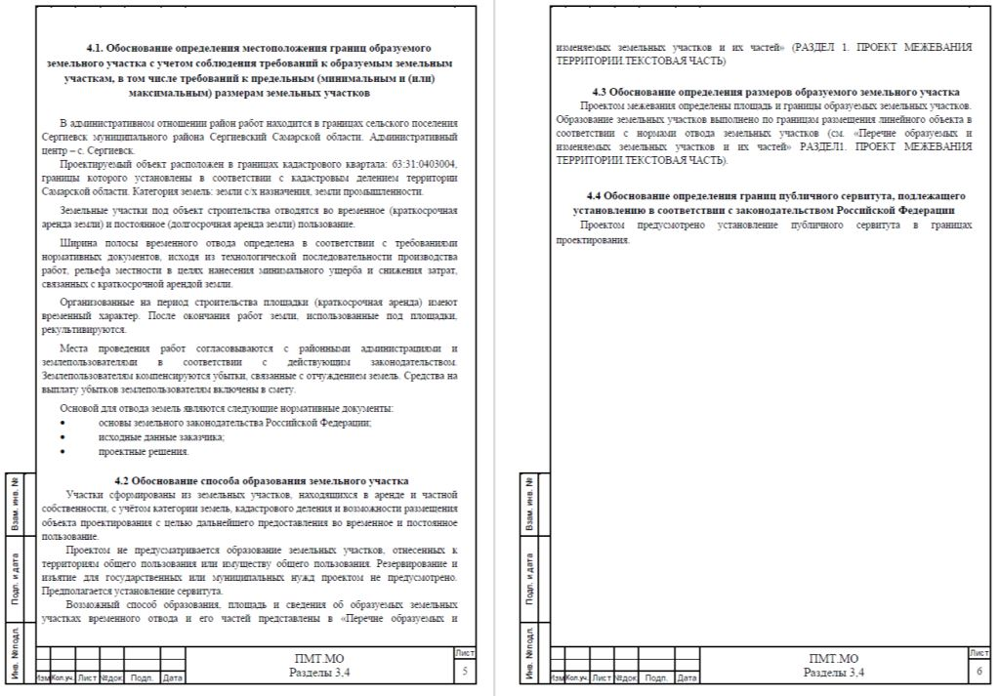 4.1. Обоснование определения местоположения границ образуемого
земельного участка с учетом соблюдения требований к образуемым земельным
участкам, в том числе требований к предельным (минимальным и (или)
максимальным) размерам земельных участков
В административном отношении район работ находится в границах сельского поселения
Сергиевск муниципального района Сергиевский Самарской области. Административный
центр – с. Сергиевск.
Проектируемый объект расположен в границах кадастрового квартала: 63:31:0403004,
границы которого установлены в соответствии с кадастровым делением территории
Самарской области. Категория земель: земли с/х назначения, земли промышленности.
Земельные участки под объект строительства отводятся во временное (краткосрочная
аренда земли) и постоянное (долгосрочная аренда земли) пользование.
Ширина полосы временного отвода определена в соответствии с требованиями
нормативных документов, исходя из технологической последовательности производства
работ, рельефа местности в целях нанесения минимального ущерба и снижения затрат,
связанных с краткосрочной арендой земли.
Организованные на период строительства площадки (краткосрочная аренда) имеют
временный характер. После окончания работ земли, использованные под площадки,
рекультивируются.
Места проведения работ согласовываются с районными администрациями и
землепользователями в соответствии с действующим законодательством.
Землепользователям компенсируются убытки, связанные с отчуждением земель. Средства на
выплату убытков землепользователям включены в смету.
Основой для отвода земель являются следующие нормативные документы:
• основы земельного законодательства Российской Федерации;
• исходные данные заказчика;
• проектные решения.
4.2 Обоснование способа образования земельного участка
Участки сформированы из земельных участков, находящихся в аренде и частной
собственности, с учётом категории земель, кадастрового деления и возможности размещения
объекта проектирования с целью дальнейшего предоставления во временное и постоянное
пользование.
Проектом не предусматривается образование земельных участков, отнесенных к
территориям общего пользования или имуществу общего пользования. Резервирование и
изъятие для государственных или муниципальных нужд проектом не предусмотрено.
Предполагается установление сервитута.
Возможный способ образования, площадь и сведения об образуемых земельных
участках временного отвода и его частей представлены в «Перечне образуемых и
Взам. инв. №
Подп. и дата
Инв. №подл.
Изм Кол.уч. Лист №док. Подп. Дата
ПМТ.МО
Разделы 3,4
Лист
5
изменяемых земельных участков и их частей» (РАЗДЕЛ 1. ПРОЕКТ МЕЖЕВАНИЯ
ТЕРРИТОРИИ.ТЕКСТОВАЯ ЧАСТЬ)
4.3 Обоснование определения размеров образуемого земельного участка
Проектом межевания определены площадь и границы образуемых земельных участков.
Образование земельных участков выполнено по границам размещения линейного объекта в
соответствии с нормами отвода земельных участков (см. «Перечне образуемых и
изменяемых земельных участков и их частей» РАЗДЕЛ1. ПРОЕКТ МЕЖЕВАНИЯ
ТЕРРИТОРИИ.ТЕКСТОВАЯ ЧАСТЬ).
4.4 Обоснование определения границ публичного сервитута, подлежащего
установлению в соответствии с законодательством Российской Федерации
Проектом предусмотрено установление публичного сервитута в границах
проектирования.
Взам. инв. №
Подп. и дата
Инв. №подл.
Изм Кол.уч. Лист №док. Подп. Дата
ПМТ.МО
Разделы 3,4
Лист
6